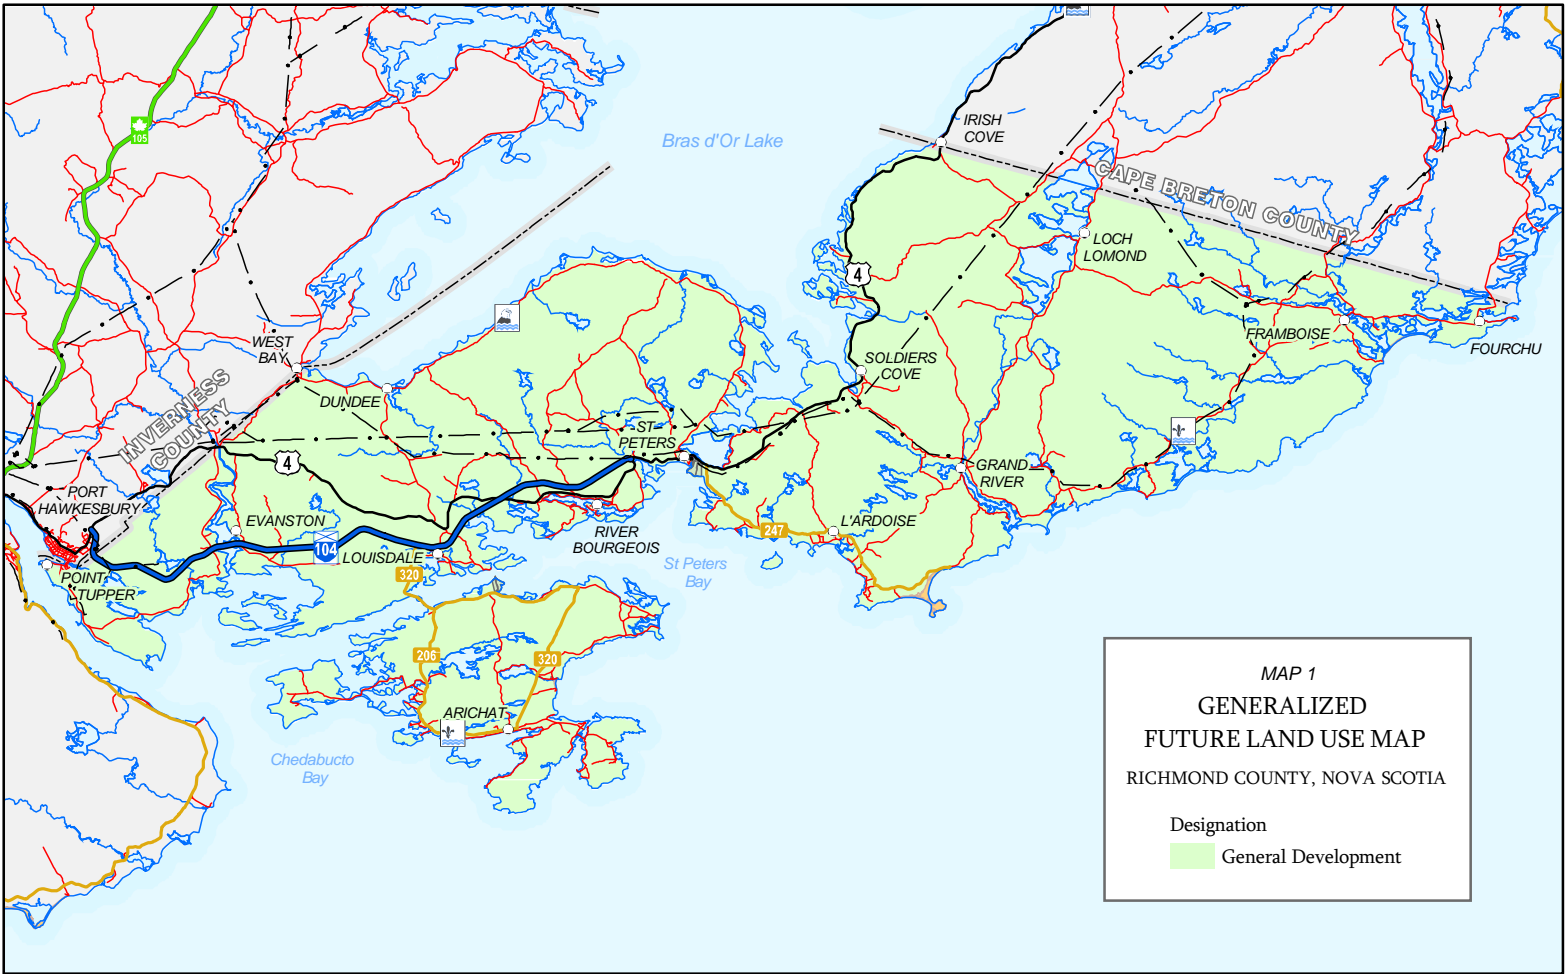 105
Bras d'Or Lake
IRISH
COVE
CAPE BRETON COUNTY
LOCH
LOMOND
4
WEST
BAY
DUNDEE
SOLDIERS
COVE
FRAMBOISE
FOURCHU
INVERNESS
COUNTY
ST
PETERS
4
PORT
HAWKESBURY
EVANSTON
GRAND
RIVER
RIVER
BOURGEOIS
L'ARDOISE
247
104
LOUISDALE
320
POINT
TUPPER
St Peters
Bay
206
320
ARICHAT
Chedabucto
Bay
MAP 1
GENERALIZED
FUTURE LAND USE MAP
RICHMOND COUNTY, NOVA SCOTIA
Designation
General Development